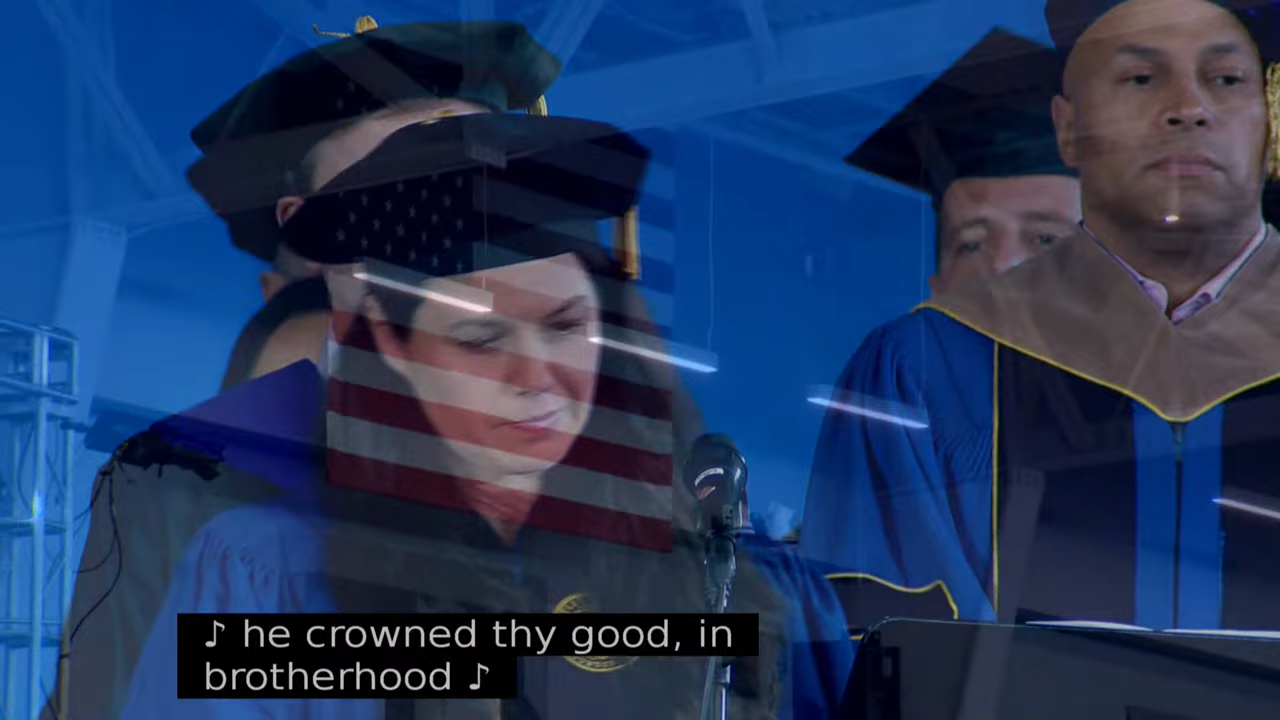 ♪ he crowned thy good, in
brotherhood ♪